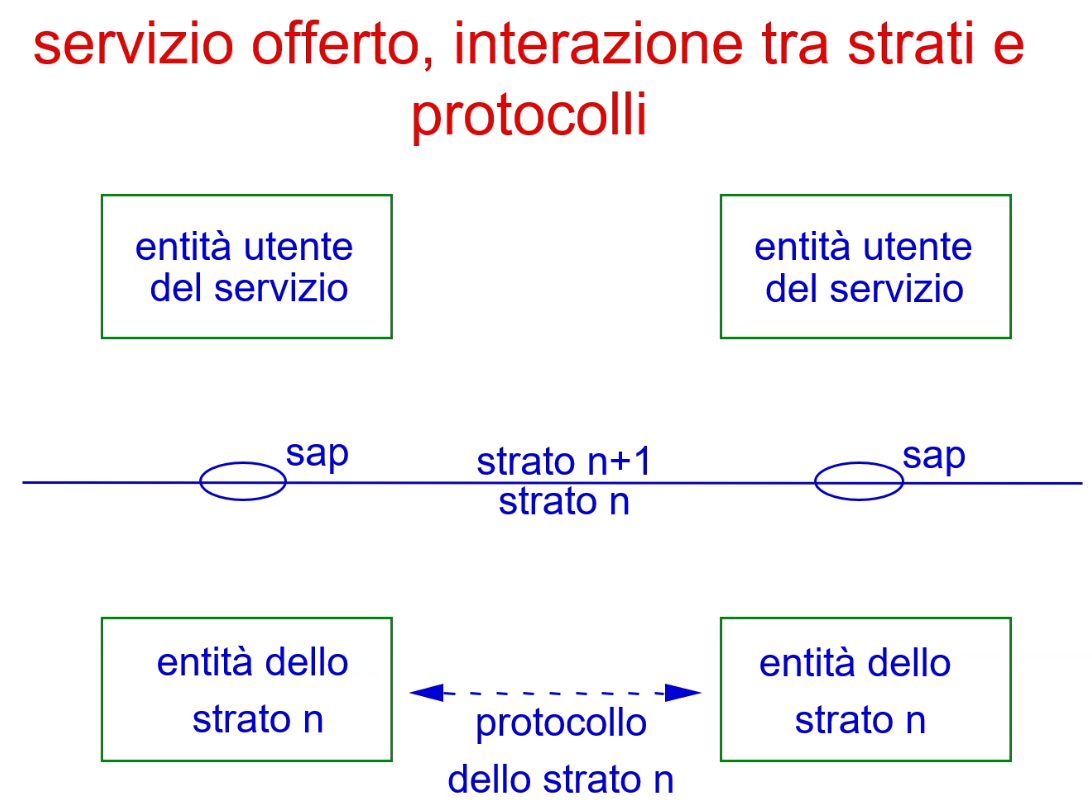 servizio offerto, interazione tra strati e
protocolli
entità utente
del servizio
entità utente
del servizio
sap
strato n+1
strato n
sap
entità dello
strato n
protocollo
dello strato n
entità dello
strato n